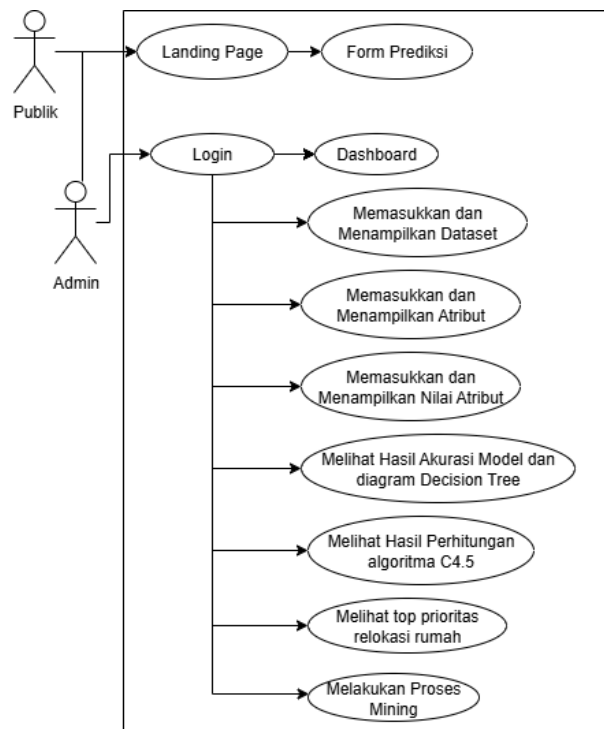 Landing Page
Form Prediksi
Publik
Login
Dashboard
Memasukkan dan
Menampilkan Dataset
Admin
Memasukkan dan
Menampilkan Atribut
Memasukkan dan
Menampilkan Nilai Atribut
Melihat Hasil Akurasi Model dan
diagram Decision Tree
Melihat Hasil Perhitungan
algoritma C4.5
Melihat top prioritas
relokasi rumah
Melakukan Proses
Mining